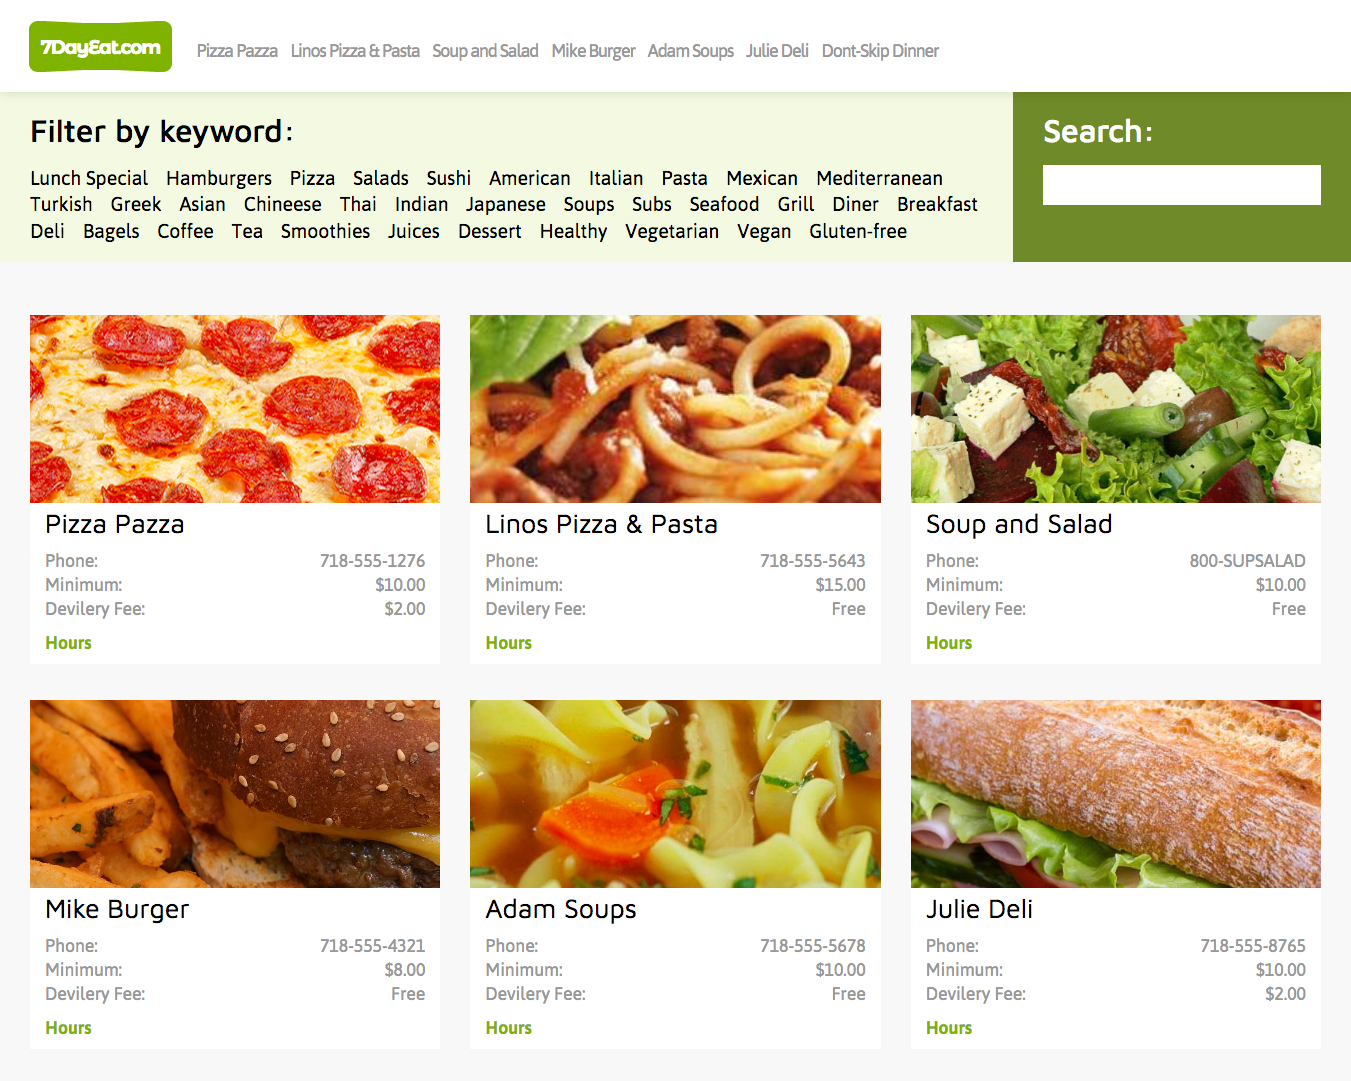 7DayEat.com
Pizza Pazza Linos Pizza & Pasta Soup and Salad Mike Burger Adam Soups Julie Deli Dont-Skip Dinner
Filter by keyword:
Lunch Special Hamburgers Pizza Salads Sushi American Italian Pasta Mexican Mediterranean
Turkish Greek Asian Chineese Thai Indian Japanese Soups Subs Seafood Grill Diner Breakfast
Deli Bagels Coffee Tea Smoothies Juices Dessert Healthy Vegetarian Vegan Gluten-free
Search:
Pizza Pazza
Phone: 718-555-1276
Minimum: $10.00
Devilery Fee: $2.00
Hours
Linos Pizza & Pasta
Phone: 718-555-5643
Minimum: $15.00
Devilery Fee: Free
Hours
Soup and Salad
Phone: 800-SUPSALAD
Minimum: $10.00
Devilery Fee: Free
Hours
Mike Burger
Phone: 718-555-4321
Minimum: $8.00
Devilery Fee: Free
Hours
Adam Soups
Phone: 718-555-5678
Minimum: $10.00
Devilery Fee: Free
Hours
Julie Deli
Phone: 718-555-8765
Minimum: $10.00
Devilery Fee: $2.00
Hours